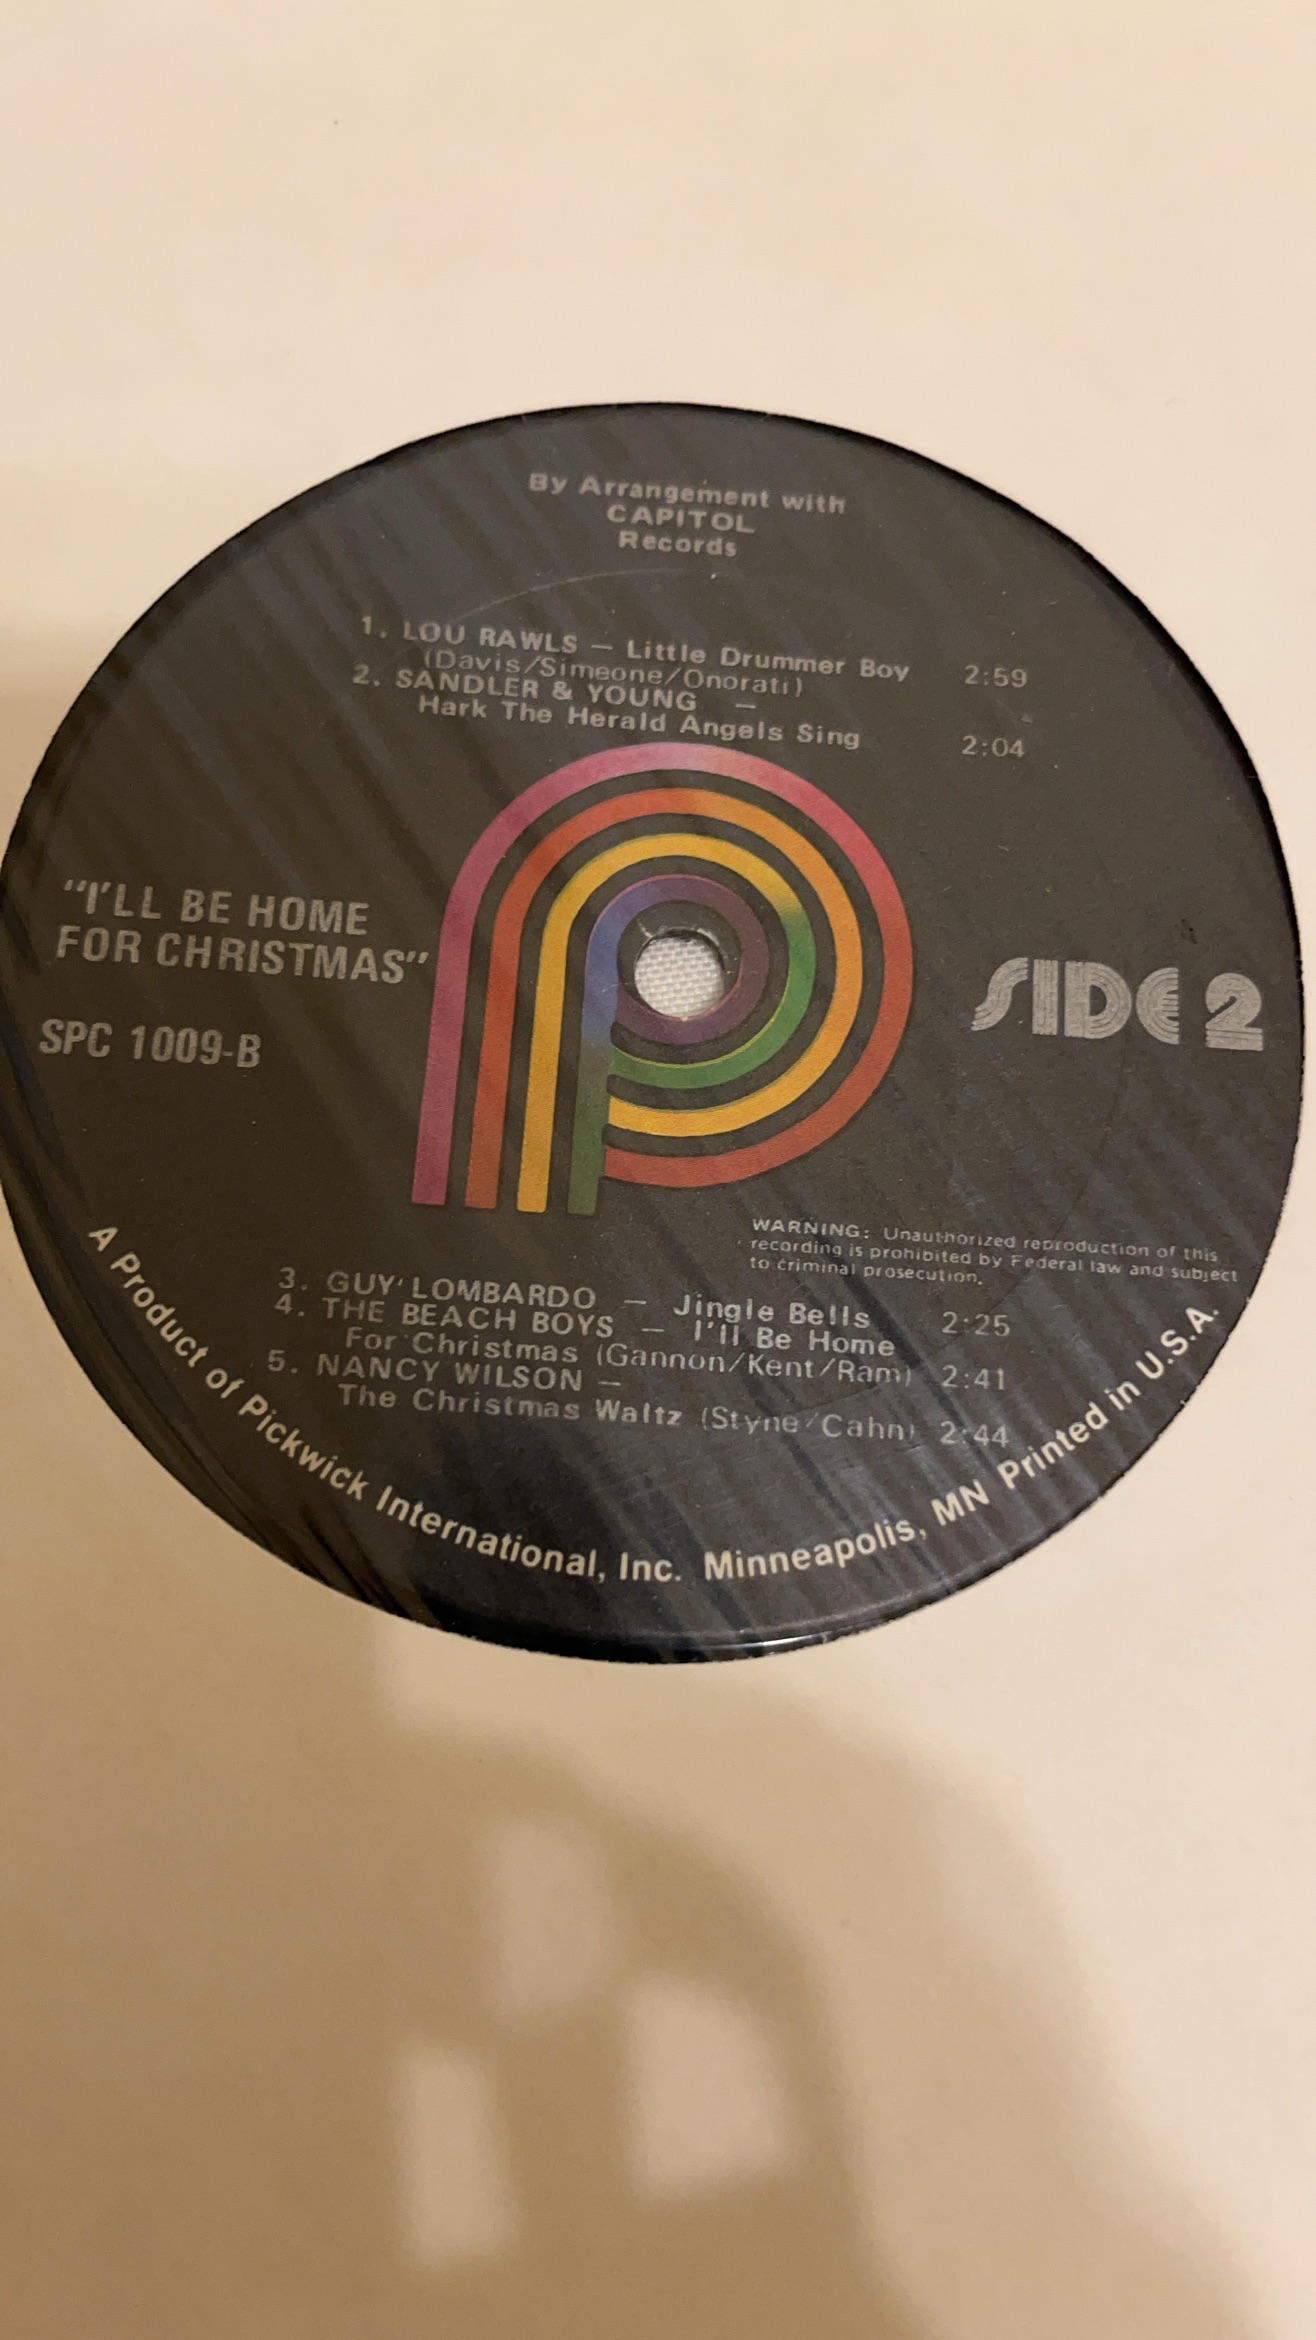 By Arrangement with
CAPITOL
Records
1. LOU RAWLS — Little Drummer Boy 2:59
(Davis/Simeone/Onorati)
2. SANDLER & YOUNG —
Hark The Herald Angels Sing 2:04
"I'LL BE HOME
FOR CHRISTMAS"
SPC 1009-B
SIDE 2
WARNING: Unauthorized reproduction of this
recording is prohibited by Federal law and subject
to criminal prosecution.
3. GUY LOMBARDO — Jingle Bells 2:25
4. THE BEACH BOYS — I'll Be Home
For Christmas (Gannon/Kent/Ram) 2:41
5. NANCY WILSON —
The Christmas Waltz (Styne/Cahn) 2:44
A Product of Pickwick International, Inc. Minneapolis, MN Printed in U.S.A.